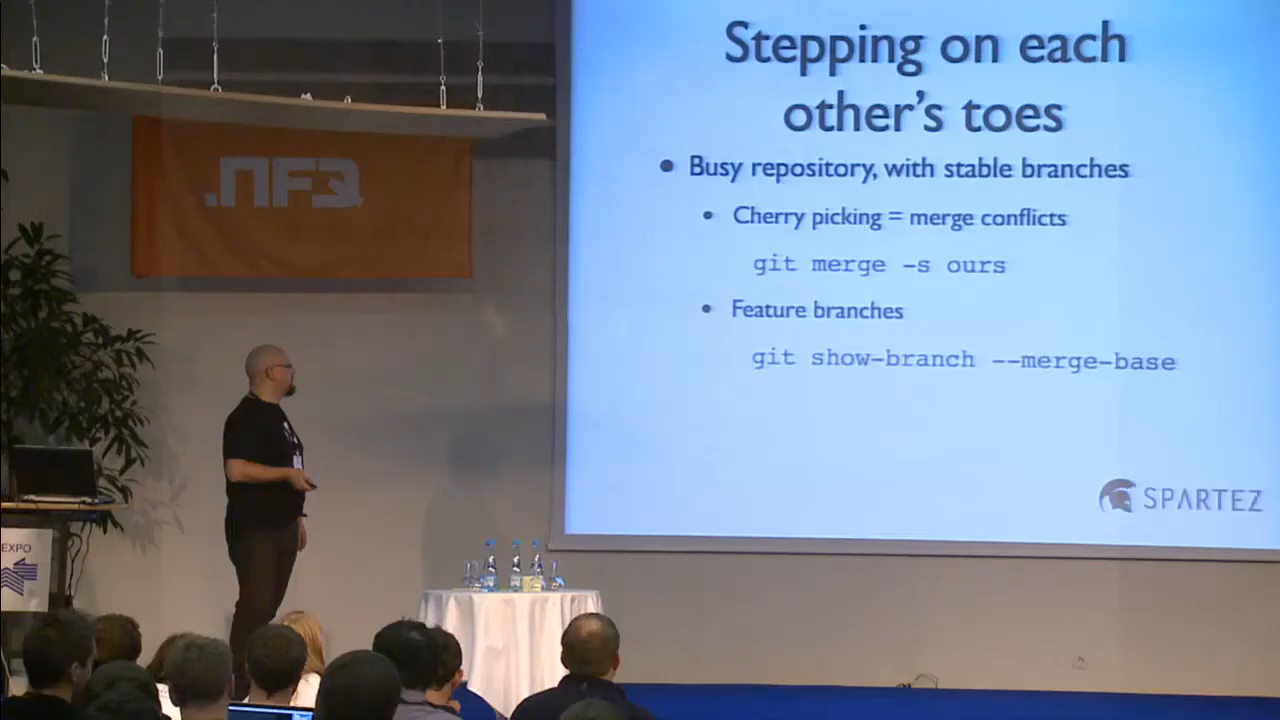 Stepping on each
other's toes
• Busy repository, with stable branches
• Cherry picking = merge conflicts
git merge -s ours
• Feature branches
git show-branch --merge-base
SPARTEZ
.NFQ
EXPO